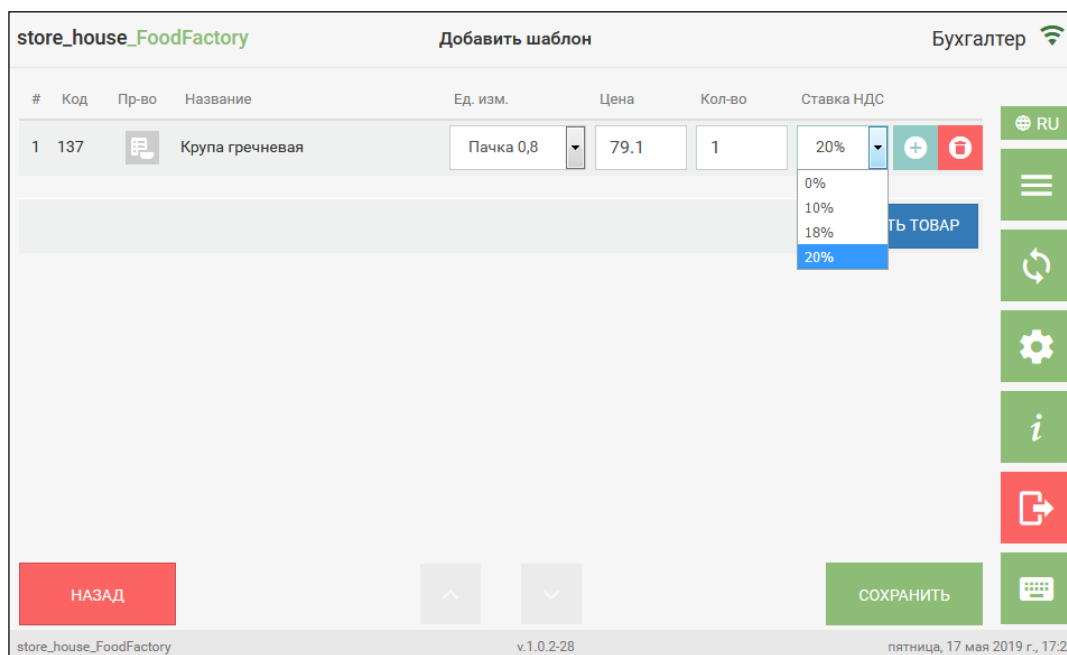 store_house_FoodFactory Добавить шаблон Бухгалтер
# Код Пр-во Название Ед. изм. Цена Кол-во Ставка НДС
RU
1 137 Крупа гречневая Пачка 0,8 79.1 1 20%
0%
10%
18%
20%
ТЬ ТОВАР
i
НАЗАД СОХРАНИТЬ
store_house_FoodFactory v.1.0.2-28 пятница, 17 мая 2019 г., 17:2